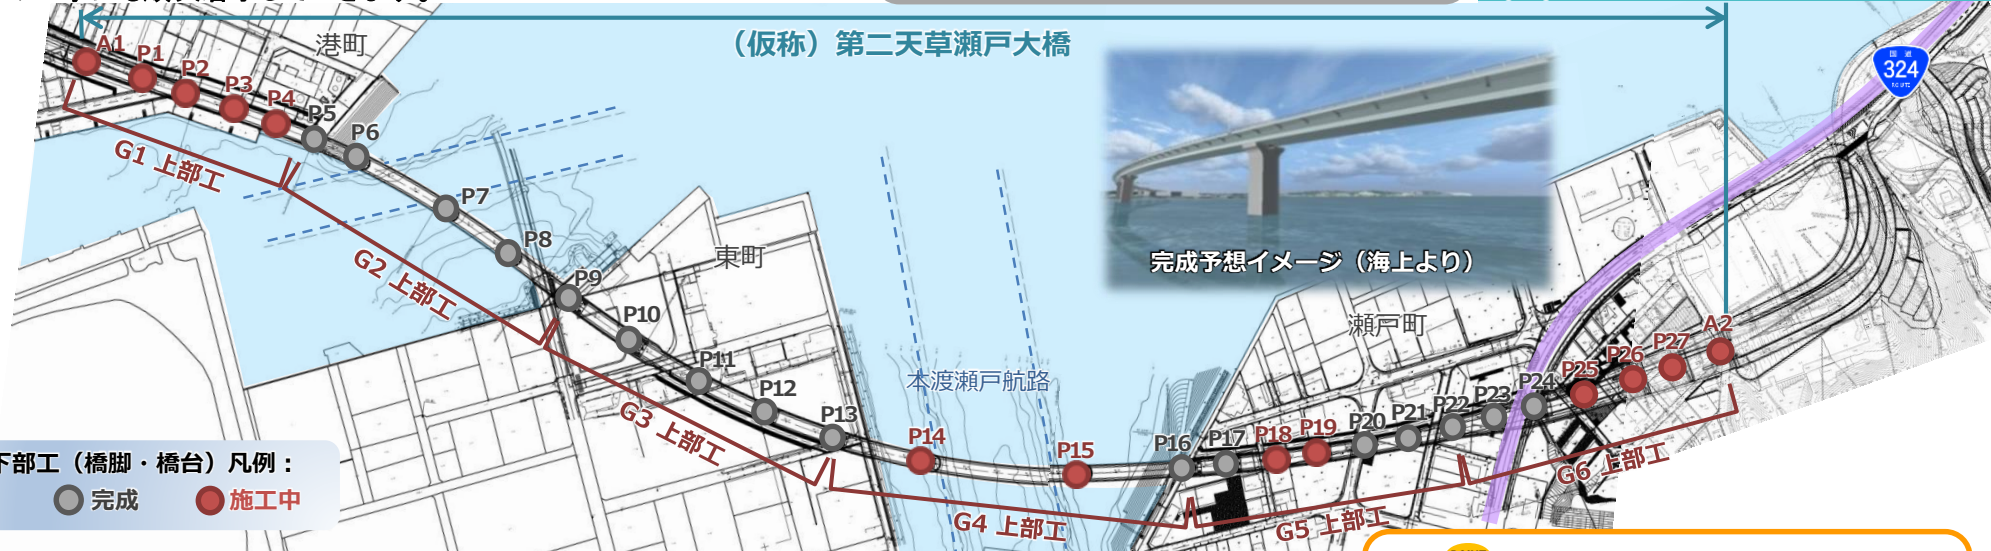 （仮称）第二天草瀬戸大橋
港町
A1
P1
P2
P3
P4
P5
P6
P7
P8
P9
P10
P11
P12
P13
P14
P15
P16
P17
P18
P19
P20
P21
P22
P23
P24
P25
P26
P27
A2
G1 上部工
G2 上部工
G3 上部工
G4 上部工
G5 上部工
G6 上部工
東町
本渡瀬戸航路
瀬戸町
国道
324
ROUTE
完成予想イメージ（海上より）
下部工（橋脚・橋台）凡例：
完成
施工中